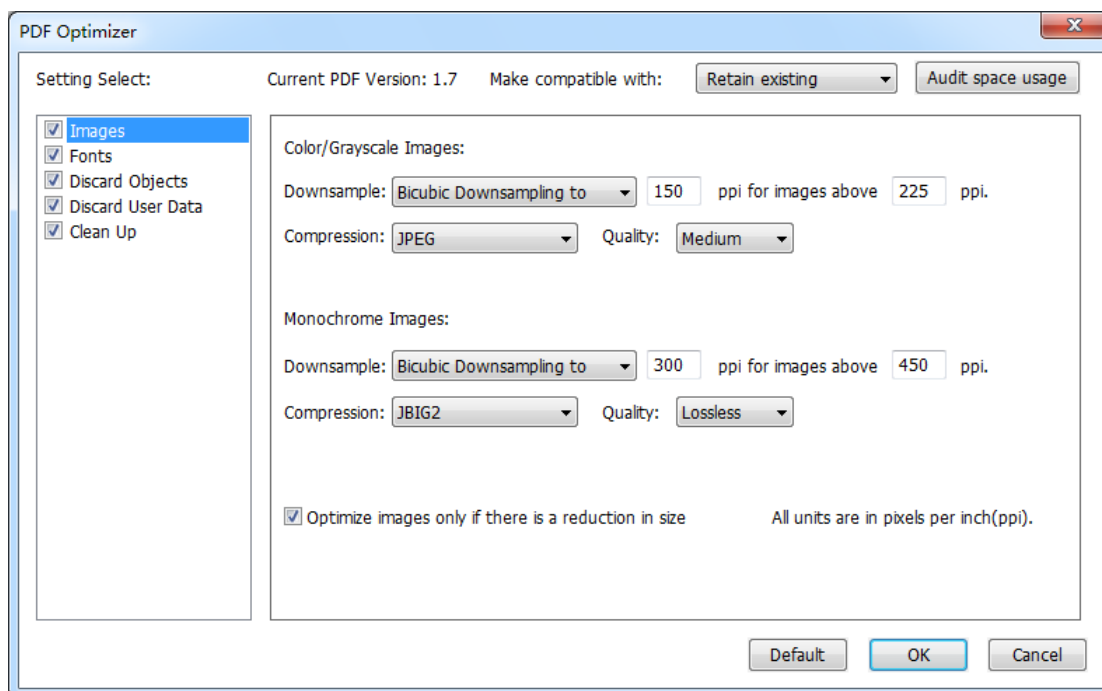 PDF Optimizer
Setting Select: Current PDF Version: 1.7 Make compatible with: Retain existing Audit space usage
Images
Fonts
Discard Objects
Discard User Data
Clean Up
Color/Grayscale Images:
Downsample: Bicubic Downsampling to 150 ppi for images above 225 ppi.
Compression: JPEG Quality: Medium
Monochrome Images:
Downsample: Bicubic Downsampling to 300 ppi for images above 450 ppi.
Compression: JBIG2 Quality: Lossless
Optimize images only if there is a reduction in size All units are in pixels per inch(ppi).
Default OK Cancel